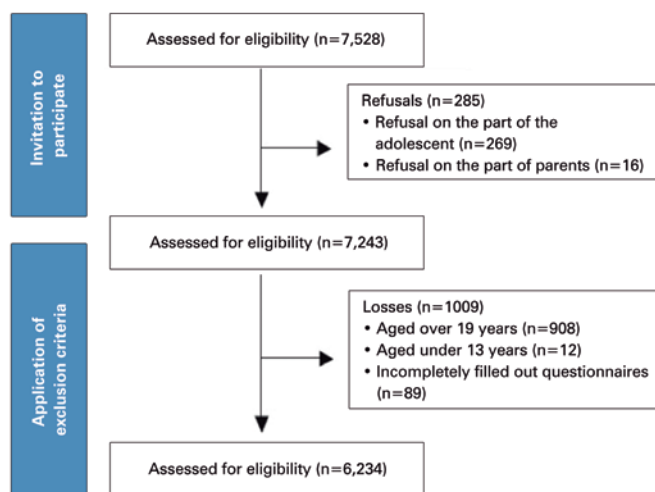 Invitation to
participate
Assessed for eligibility (n=7,528)
Refusals (n=285)
• Refusal on the part of the
adolescent (n=269)
• Refusal on the part of parents (n=16)
Assessed for eligibility (n=7,243)
Application of
exclusion criteria
Losses (n=1009)
• Aged over 19 years (n=908)
• Aged under 13 years (n=12)
• Incompletely filled out questionnaires
(n=89)
Assessed for eligibility (n=6,234)